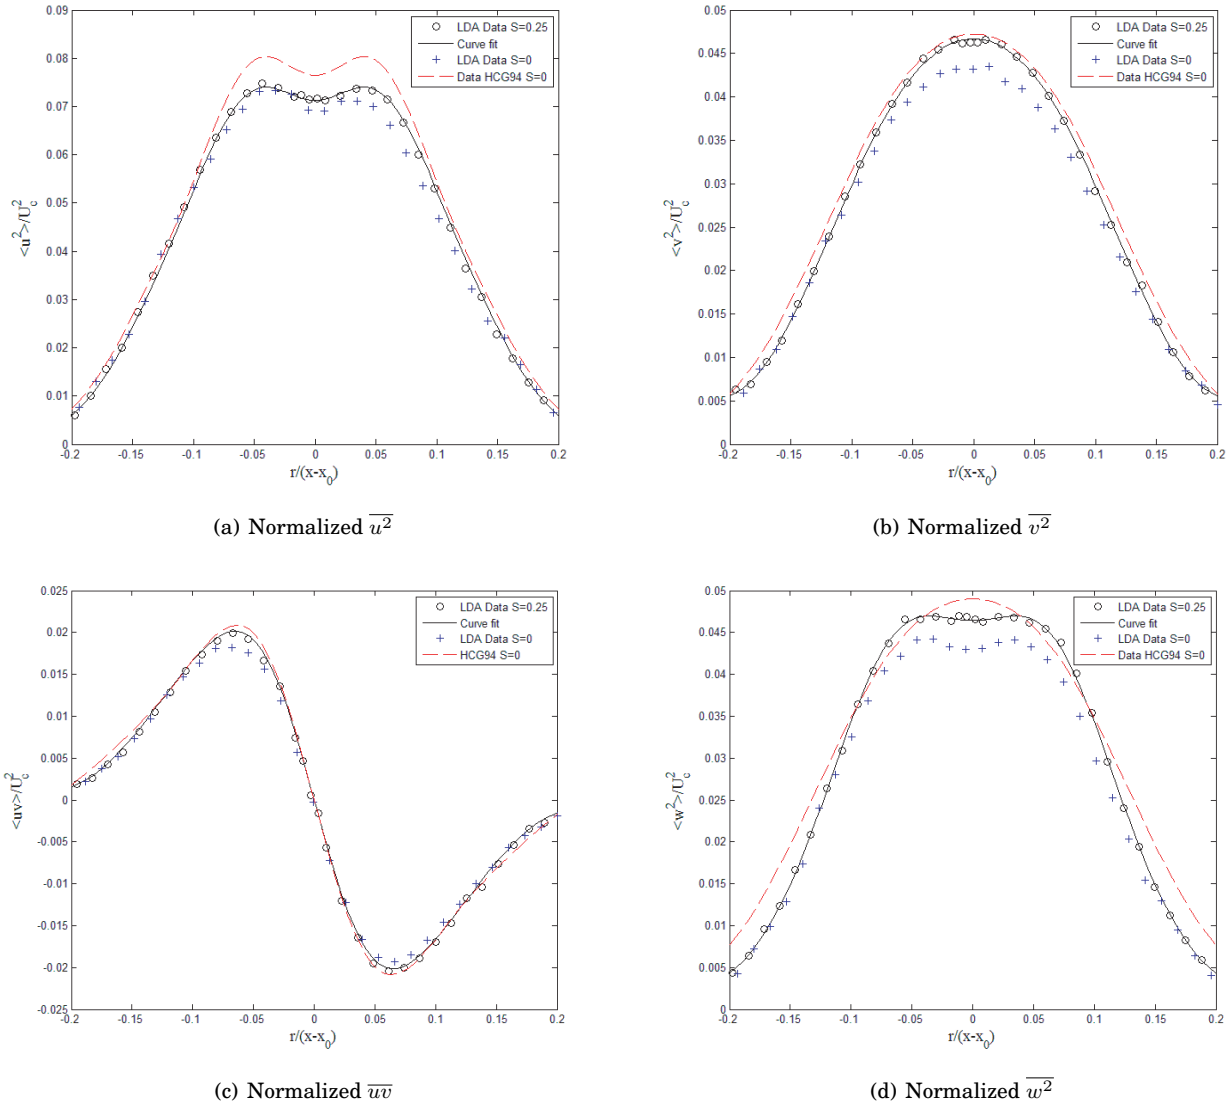 0.09
0.08
0.07
0.06
0.05
0.04
0.03
0.02
0.01
0
-0.2 -0.15 -0.1 -0.05 0 0.05 0.1 0.15 0.2
<u²>/U_c²
r/(x-x₀)
LDA Data S=0.25
Curve fit
LDA Data S=0
Data HCG94 S=0
(a) Normalized \overline{u²}
0.05
0.045
0.04
0.035
0.03
0.025
0.02
0.015
0.01
0.005
0
-0.2 -0.15 -0.1 -0.05 0 0.05 0.1 0.15 0.2
<v²>/U_c²
r/(x-x₀)
LDA Data S=0.25
Curve fit
LDA Data S=0
Data HCG94 S=0
(b) Normalized \overline{v²}
0.025
0.02
0.015
0.01
0.005
0
-0.005
-0.01
-0.015
-0.02
-0.025
-0.2 -0.15 -0.1 -0.05 0 0.05 0.1 0.15 0.2
<uv>/U_c²
r/(x-x₀)
LDA Data S=0.25
Curve fit
LDA Data S=0
HCG94 S=0
(c) Normalized \overline{uv}
0.05
0.045
0.04
0.035
0.03
0.025
0.02
0.015
0.01
0.005
0
-0.2 -0.15 -0.1 -0.05 0 0.05 0.1 0.15 0.2
<w²>/U_c²
r/(x-x₀)
LDA Data S=0.25
Curve fit
LDA Data S=0
Data HCG94 S=0
(d) Normalized \overline{w²}